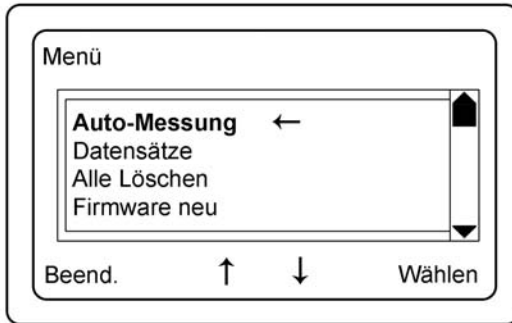 Menü
Auto-Messung ←
Datensätze
Alle Löschen
Firmware neu
Beend. ↑ ↓ Wählen